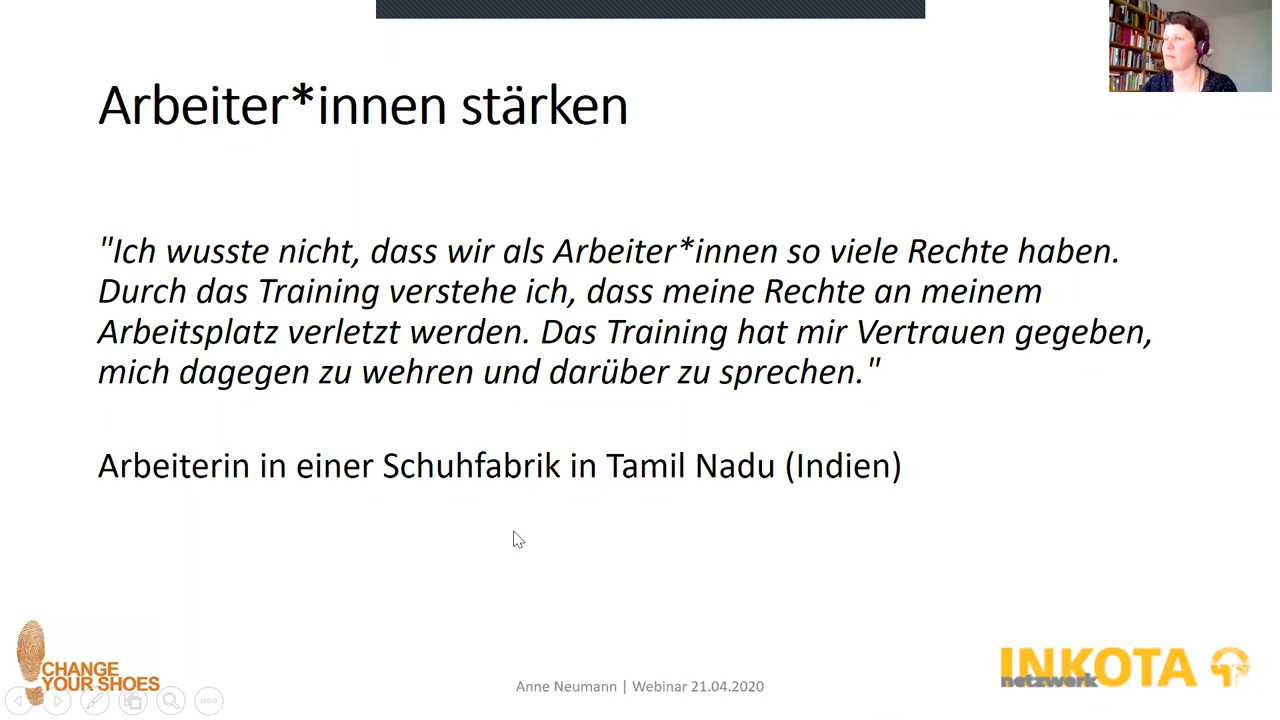 Arbeiter*innen stärken
"Ich wusste nicht, dass wir als Arbeiter*innen so viele Rechte haben.
Durch das Training verstehe ich, dass meine Rechte an meinem
Arbeitsplatz verletzt werden. Das Training hat mir Vertrauen gegeben,
mich dagegen zu wehren und darüber zu sprechen."
Arbeiterin in einer Schuhfabrik in Tamil Nadu (Indien)
CHANGE
YOUR SHOES
Anne Neumann | Webinar 21.04.2020
INKOTA
netzwerk